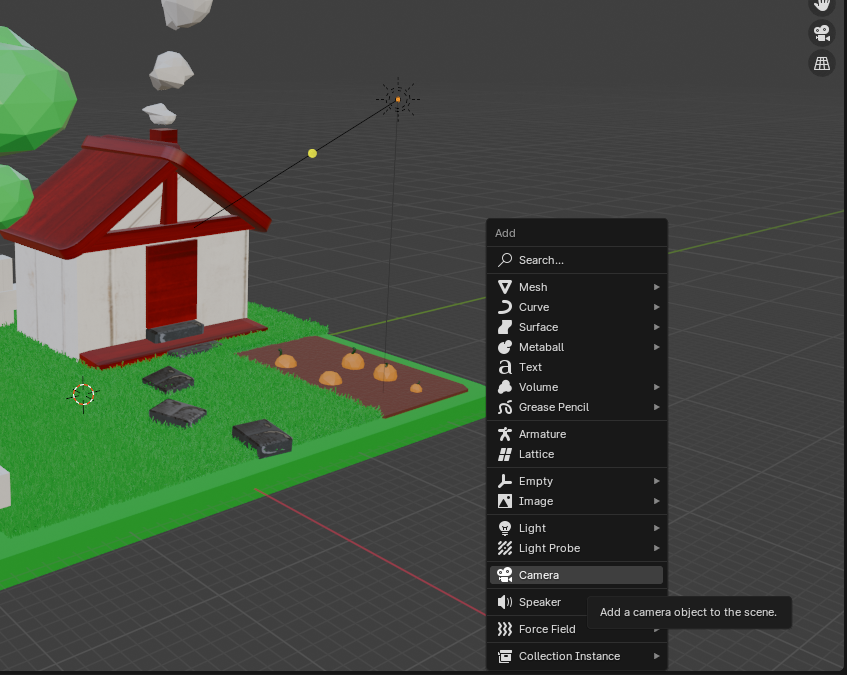 Add
Search...
Mesh
Curve
Surface
Metaball
Text
Volume
Grease Pencil
Armature
Lattice
Empty
Image
Light
Light Probe
Camera
Speaker
Add a camera object to the scene.
Force Field
Collection Instance